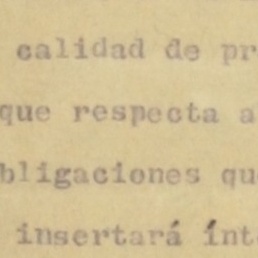 calidad de pr
que respecta a
bligaciones qu
insertará ínt